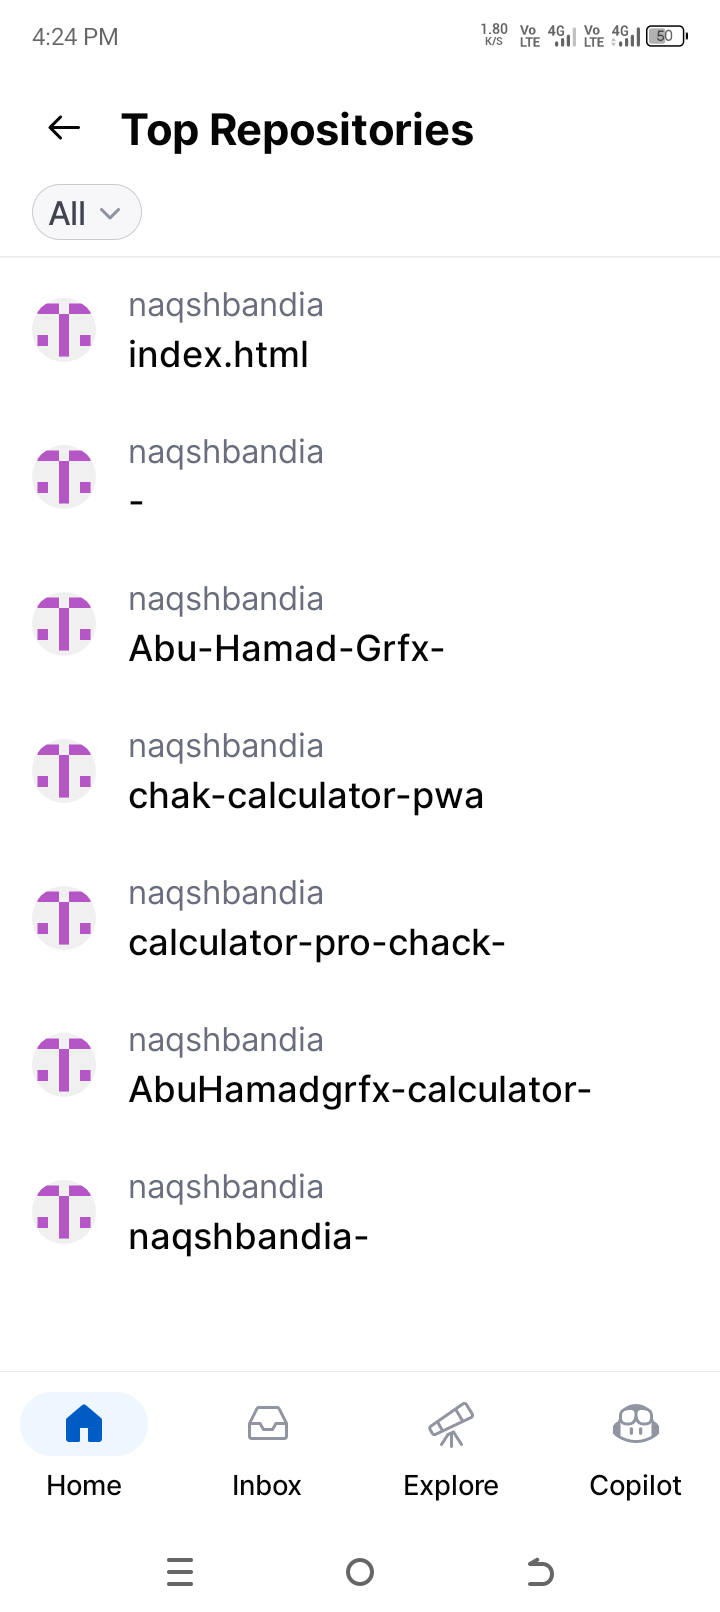 4:24 PM
1.80 K/S Vo LTE 4G Vo LTE 4G 50
Top Repositories
All
naqshbandia
index.html
naqshbandia
-
naqshbandia
Abu-Hamad-Grfx-
naqshbandia
chak-calculator-pwa
naqshbandia
calculator-pro-chack-
naqshbandia
AbuHamadgrfx-calculator-
naqshbandia
naqshbandia-
Home Inbox Explore Copilot